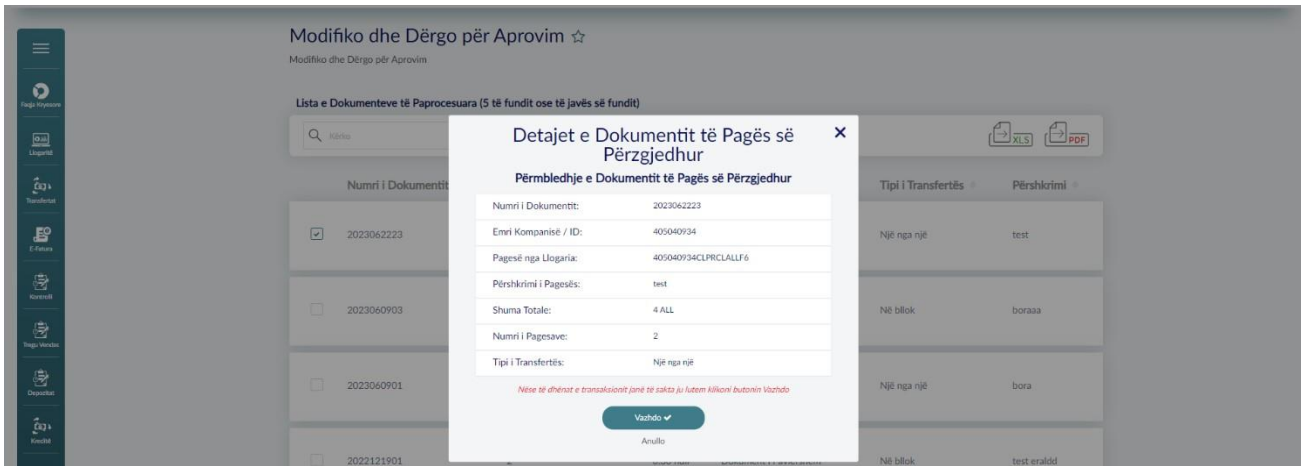 Modifiko dhe Dërgo për Aprovim
Modifiko dhe Dërgo për Aprovim
Lista e Dokumenteve të Paprocesuara (5 të fundit ose të javës së fundit)
Kërko
XLS PDF
Numri i Dokumentit Tipi i Transfertës Përshkrimi
2023062223 Një nga një test
2023060903 Në bllok boraaa
2023060901 Një nga një bora
2022121901 Në bllok test eraldd
Faqja Kryesore
Llogaritë
Transfertat
E-Fatura
Kontrolli
Tregu Vendas
Depozitat
Kreditë
Detajet e Dokumentit të Pagës së
Përzgjedhur
Përmbledhje e Dokumentit të Pagës së Përzgjedhur
Numri i Dokumentit: 2023062223
Emri Kompanisë / ID: 405040934
Pagesë nga Llogaria: 405040934CLPRCLALLF6
Përshkrimi i Pagesës: test
Shuma Totale: 4 ALL
Numri i Pagesave: 2
Tipi i Transfertës: Një nga një
Nëse të dhënat e transaksionit janë të sakta ju lutem klikoni butonin Vazhdo
Vazhdo
Anullo